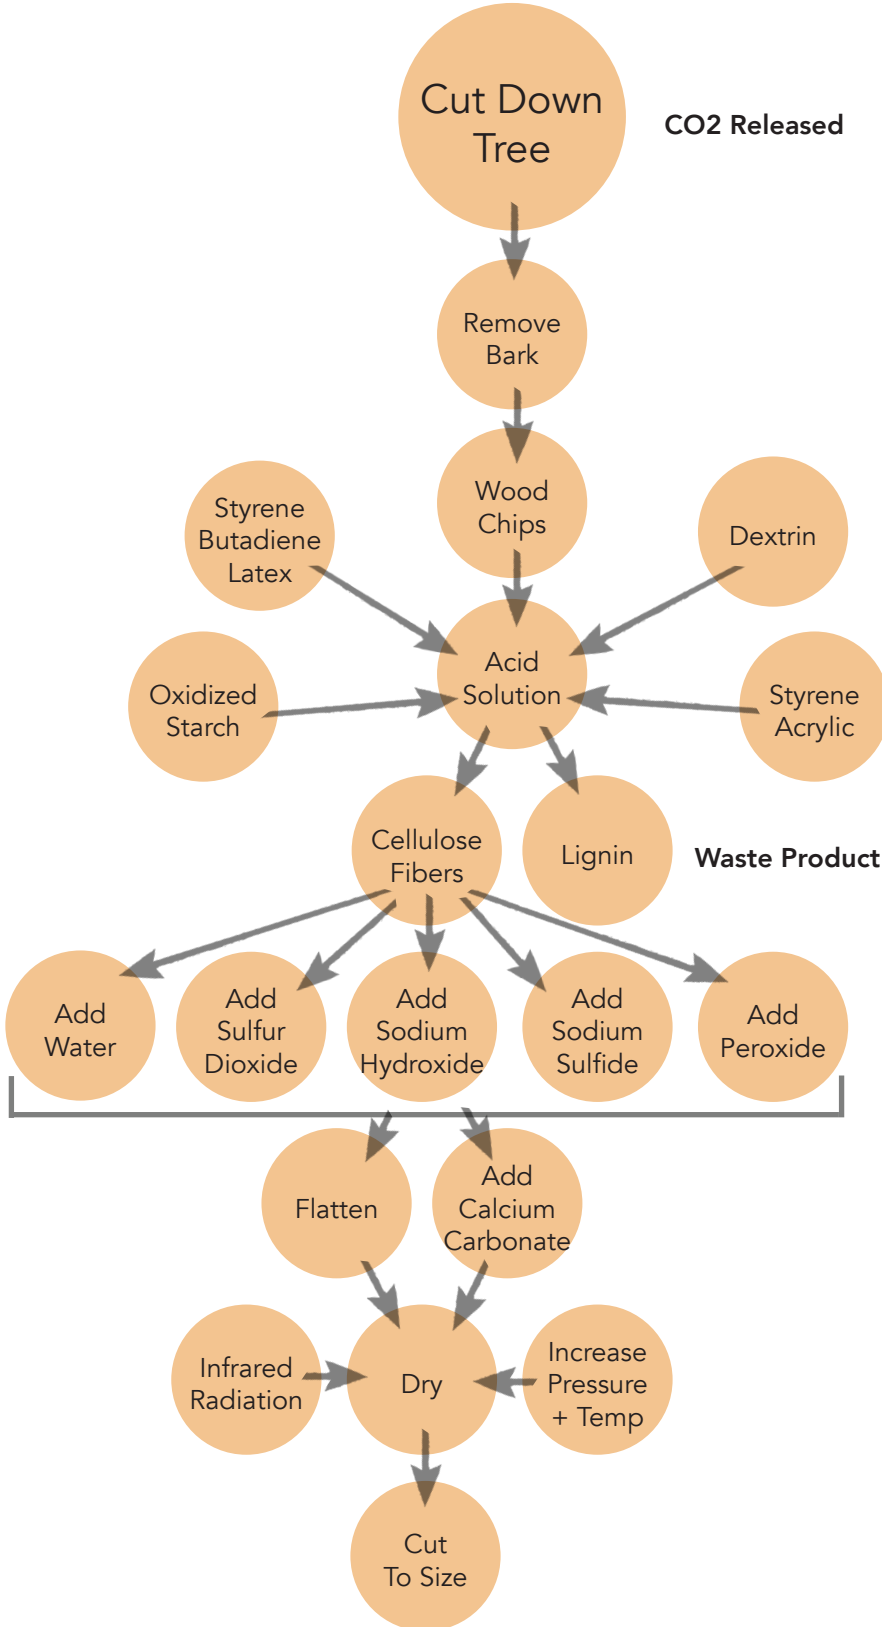 Cut Down
Tree
CO2 Released
Remove
Bark
Wood
Chips
Styrene
Butadiene
Latex
Dextrin
Acid
Solution
Oxidized
Starch
Styrene
Acrylic
Cellulose
Fibers
Lignin
Waste Product
Add
Water
Add
Sulfur
Dioxide
Add
Sodium
Hydroxide
Add
Sodium
Sulfide
Add
Peroxide
Flatten
Add
Calcium
Carbonate
Infrared
Radiation
Dry
Increase
Pressure
+ Temp
Cut
To Size